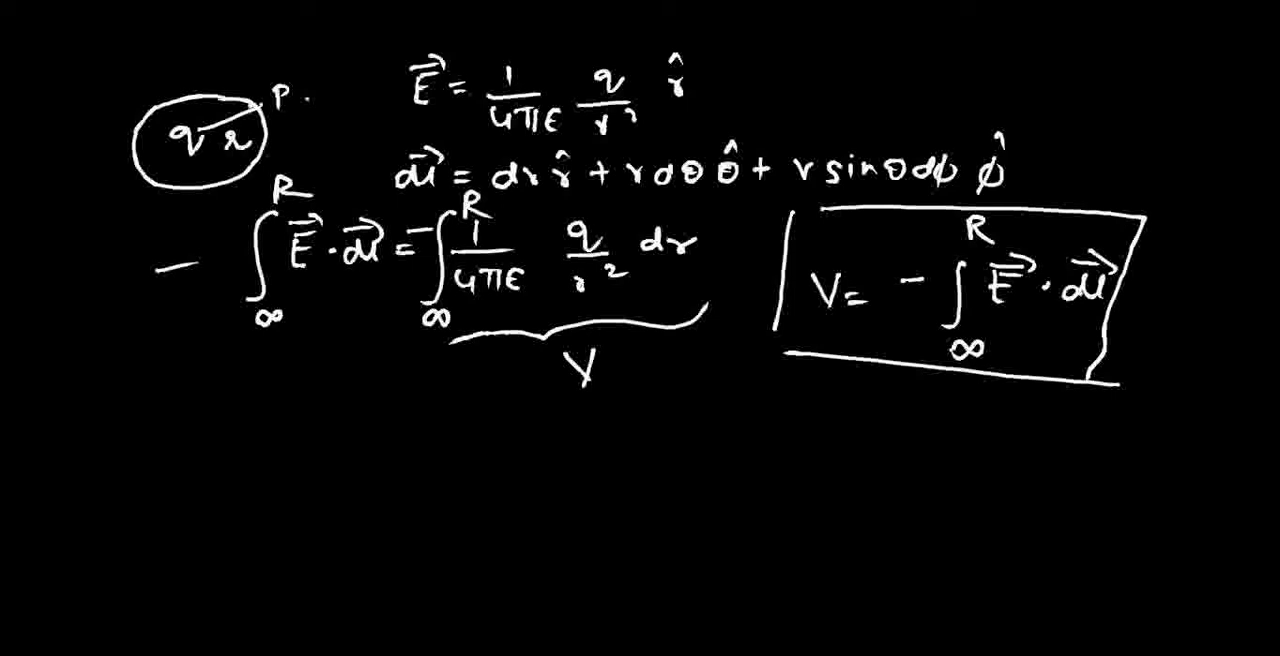 E⃗ = 1/4πε q/r² r̂
q r P.
dl⃗ = dr r̂ + r dθ θ̂ + r sinθ dϕ ϕ̂
− ∫_∞^R E⃗ · dl⃗ = − ∫_∞^R 1/4πε q/r² dr
V
V = − ∫_∞^R E⃗ · dl⃗